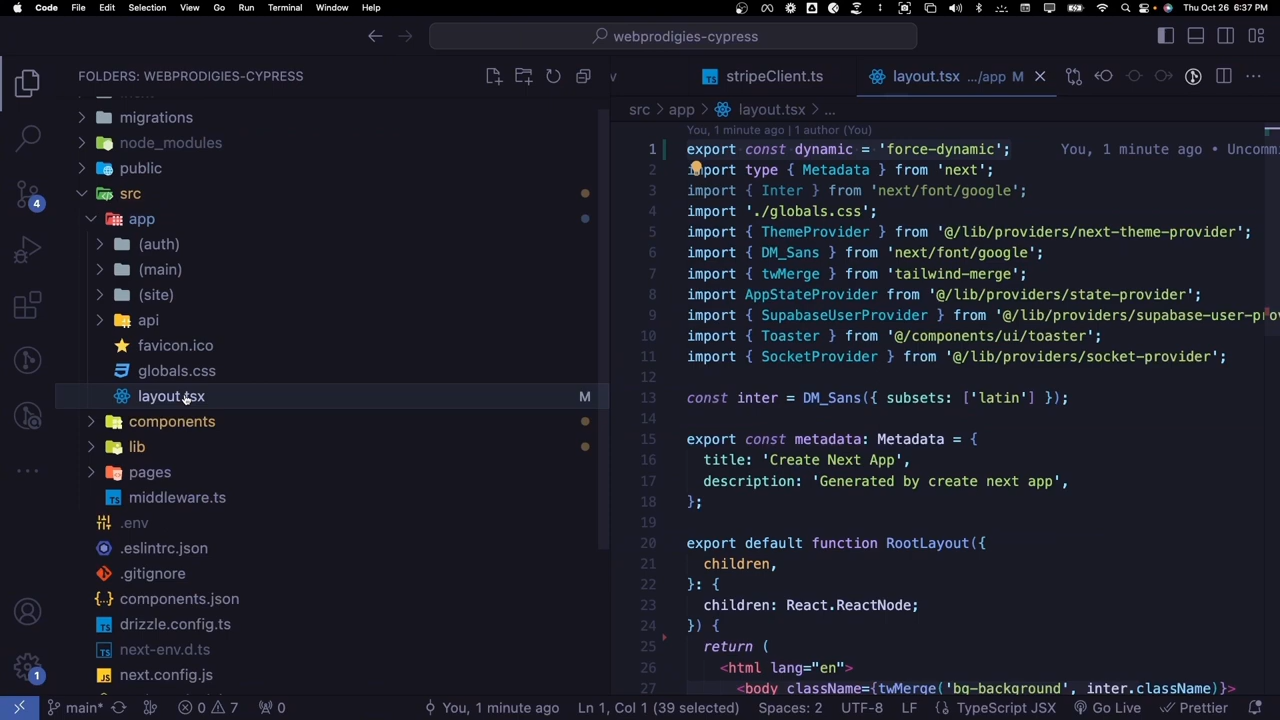 Code File Edit Selection View Go Run Terminal Window Help Thu Oct 26 6:37 PM
webprodigies-cypress
FOLDERS: WEBPRODIGIES-CYPRESS
migrations
node_modules
public
src
app
(auth)
(main)
(site)
api
favicon.ico
globals.css
layout.tsx M
components
lib
pages
middleware.ts
.env
.eslintrc.json
.gitignore
components.json
drizzle.config.ts
next-env.d.ts
next.config.js
4
1
TS stripeClient.ts layout.tsx .../app M
src > app > layout.tsx > ...
You, 1 minute ago | 1 author (You)
1 export const dynamic = 'force-dynamic'; You, 1 minute ago • Uncomm
2 import type { Metadata } from 'next';
3 import { Inter } from 'next/font/google';
4 import './globals.css';
5 import { ThemeProvider } from '@/lib/providers/next-theme-provider';
6 import { DM_Sans } from 'next/font/google';
7 import { twMerge } from 'tailwind-merge';
8 import AppStateProvider from '@/lib/providers/state-provider';
9 import { SupabaseUserProvider } from '@/lib/providers/supabase-user-pro
10 import { Toaster } from '@/components/ui/toaster';
11 import { SocketProvider } from '@/lib/providers/socket-provider';
12
13 const inter = DM_Sans({ subsets: ['latin'] });
14
15 export const metadata: Metadata = {
16 title: 'Create Next App',
17 description: 'Generated by create next app',
18 };
19
20 export default function RootLayout({
21 children,
22 }: {
23 children: React.ReactNode;
24 }) {
25 return (
26 <html lang="en">
27 <body className={twMerge('bg-background', inter.className)}>
main* 0 7 0 You, 1 minute ago Ln 1, Col 1 (39 selected) Spaces: 2 UTF-8 LF TypeScript JSX Go Live Prettier